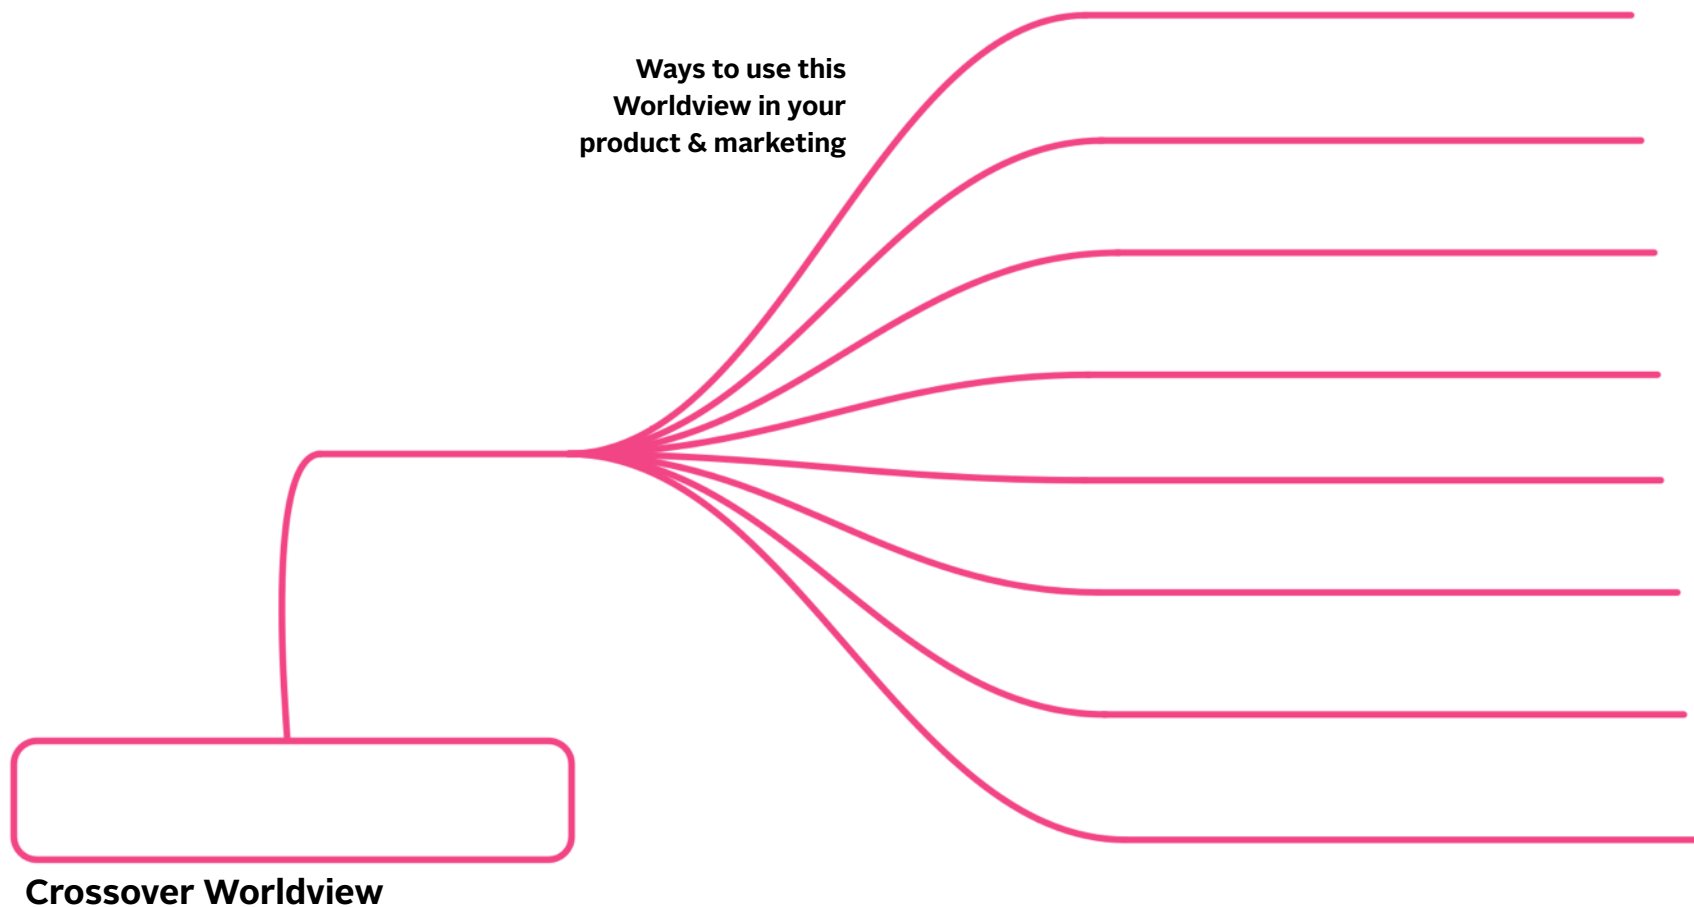 Ways to use this
Worldview in your
product & marketing
Crossover Worldview